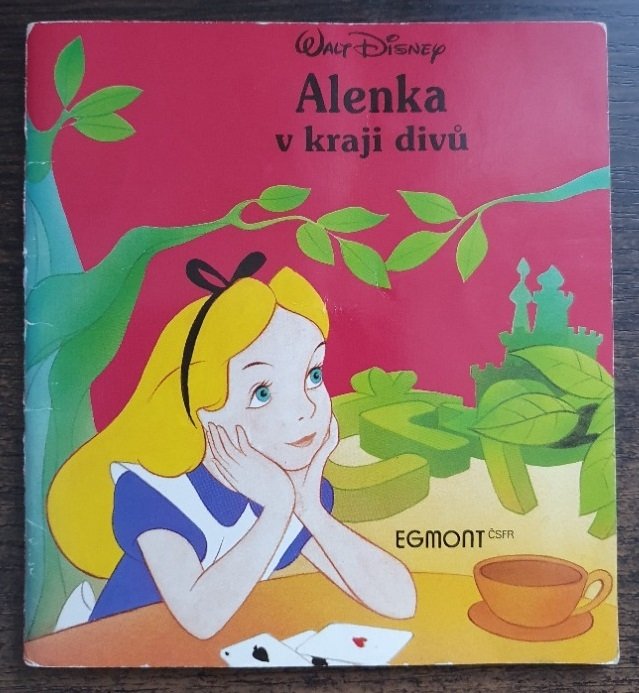 Walt Disney
Alenka
v kraji divů
EGMONT ČSFR